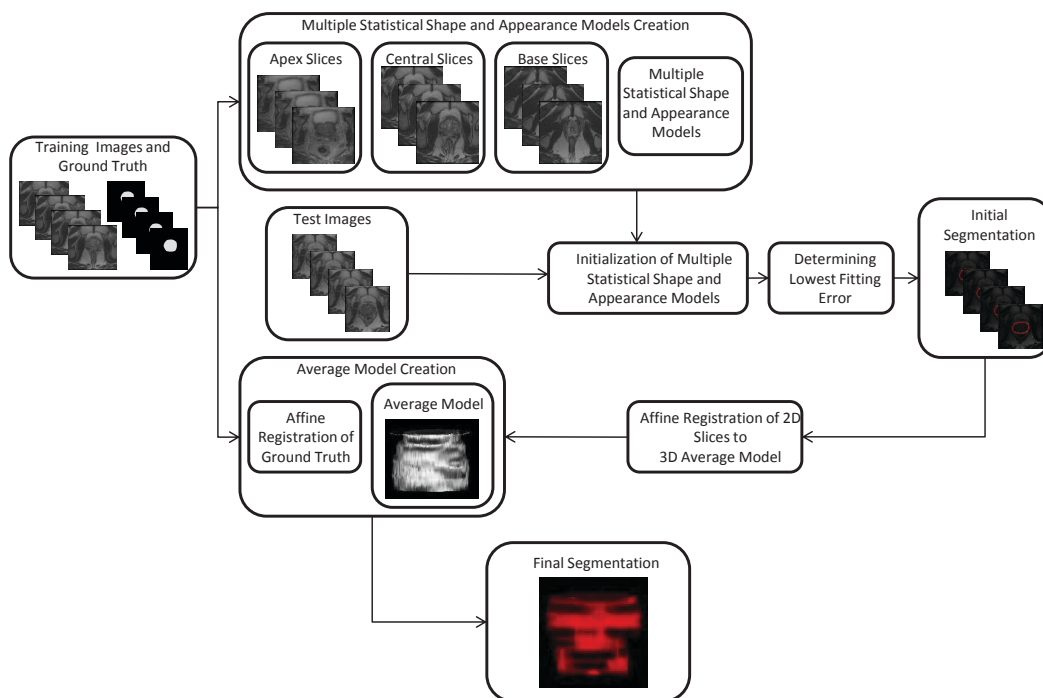 Multiple Statistical Shape and Appearance Models Creation
Apex Slices
Central Slices
Base Slices
Multiple
Statistical Shape
and Appearance
Models
Training Images and
Ground Truth
Test Images
Initialization of Multiple
Statistical Shape and
Appearance Models
Determining
Lowest Fitting
Error
Initial
Segmentation
Average Model Creation
Affine
Registration of
Ground Truth
Average Model
Affine Registration of 2D
Slices to
3D Average Model
Final Segmentation